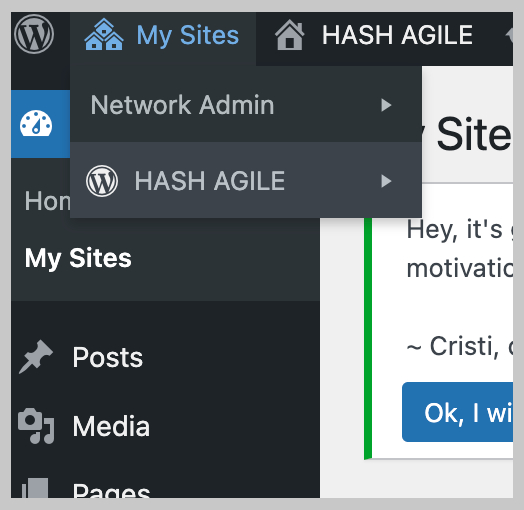 My Sites HASH AGILE
Network Admin
Site
HASH AGILE
Hey, it's
My Sites
motivatio
~ Cristi,
Posts
Ok, I wi
Media
Pages